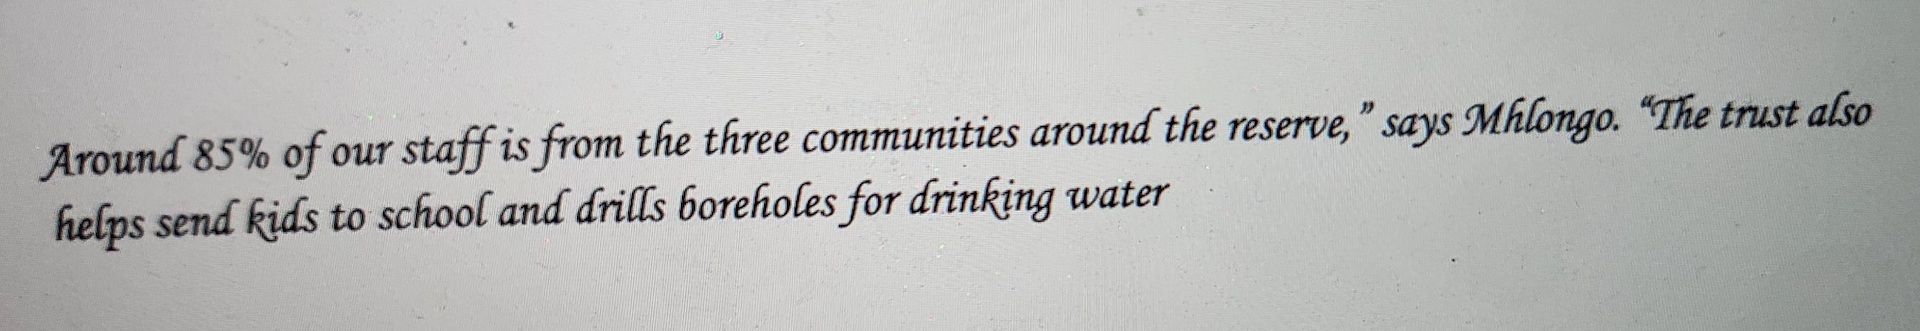 Around 85% of our staff is from the three communities around the reserve,” says Mhlongo. “The trust also
helps send kids to school and drills boreholes for drinking water